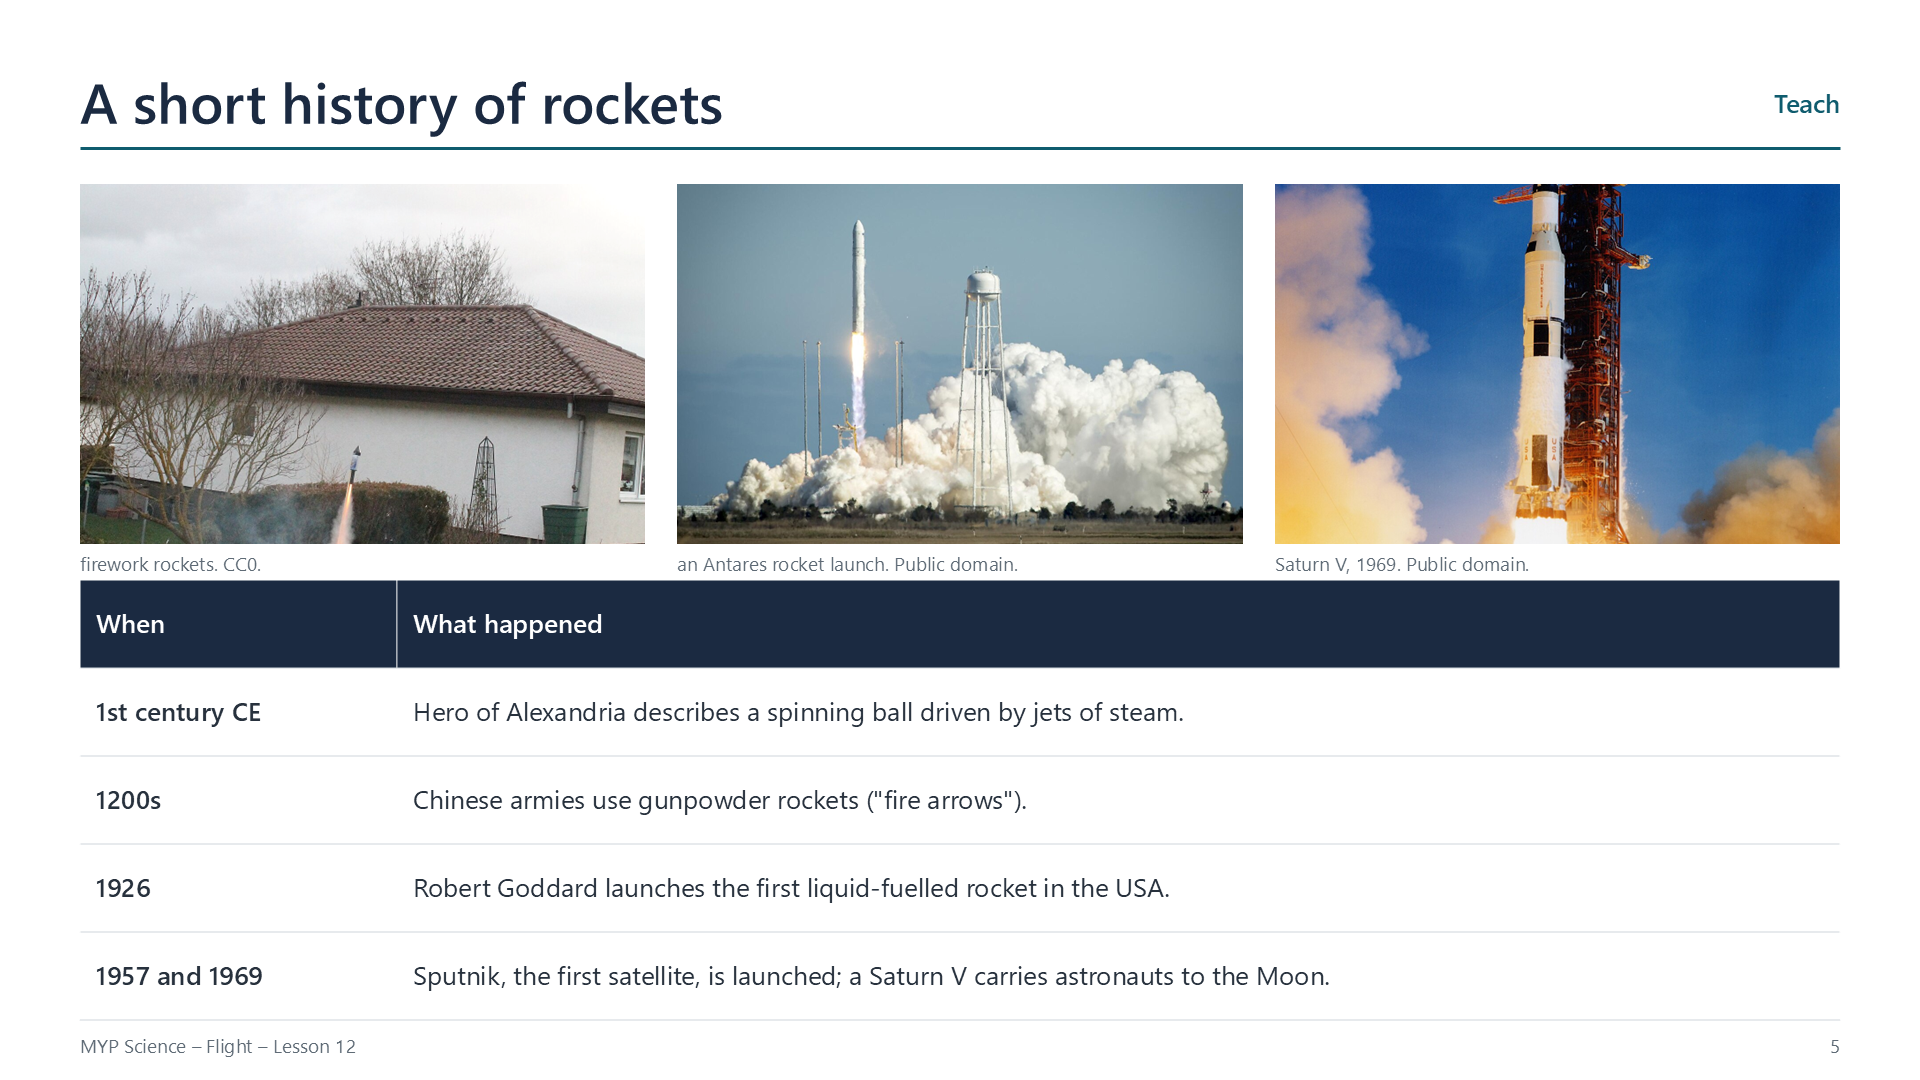 A short history of rockets
Teach
firework rockets. CC0.
an Antares rocket launch. Public domain.
Saturn V, 1969. Public domain.
When
What happened
1st century CE
Hero of Alexandria describes a spinning ball driven by jets of steam.
1200s
Chinese armies use gunpowder rockets ("fire arrows").
1926
Robert Goddard launches the first liquid-fuelled rocket in the USA.
1957 and 1969
Sputnik, the first satellite, is launched; a Saturn V carries astronauts to the Moon.
MYP Science – Flight – Lesson 12
5